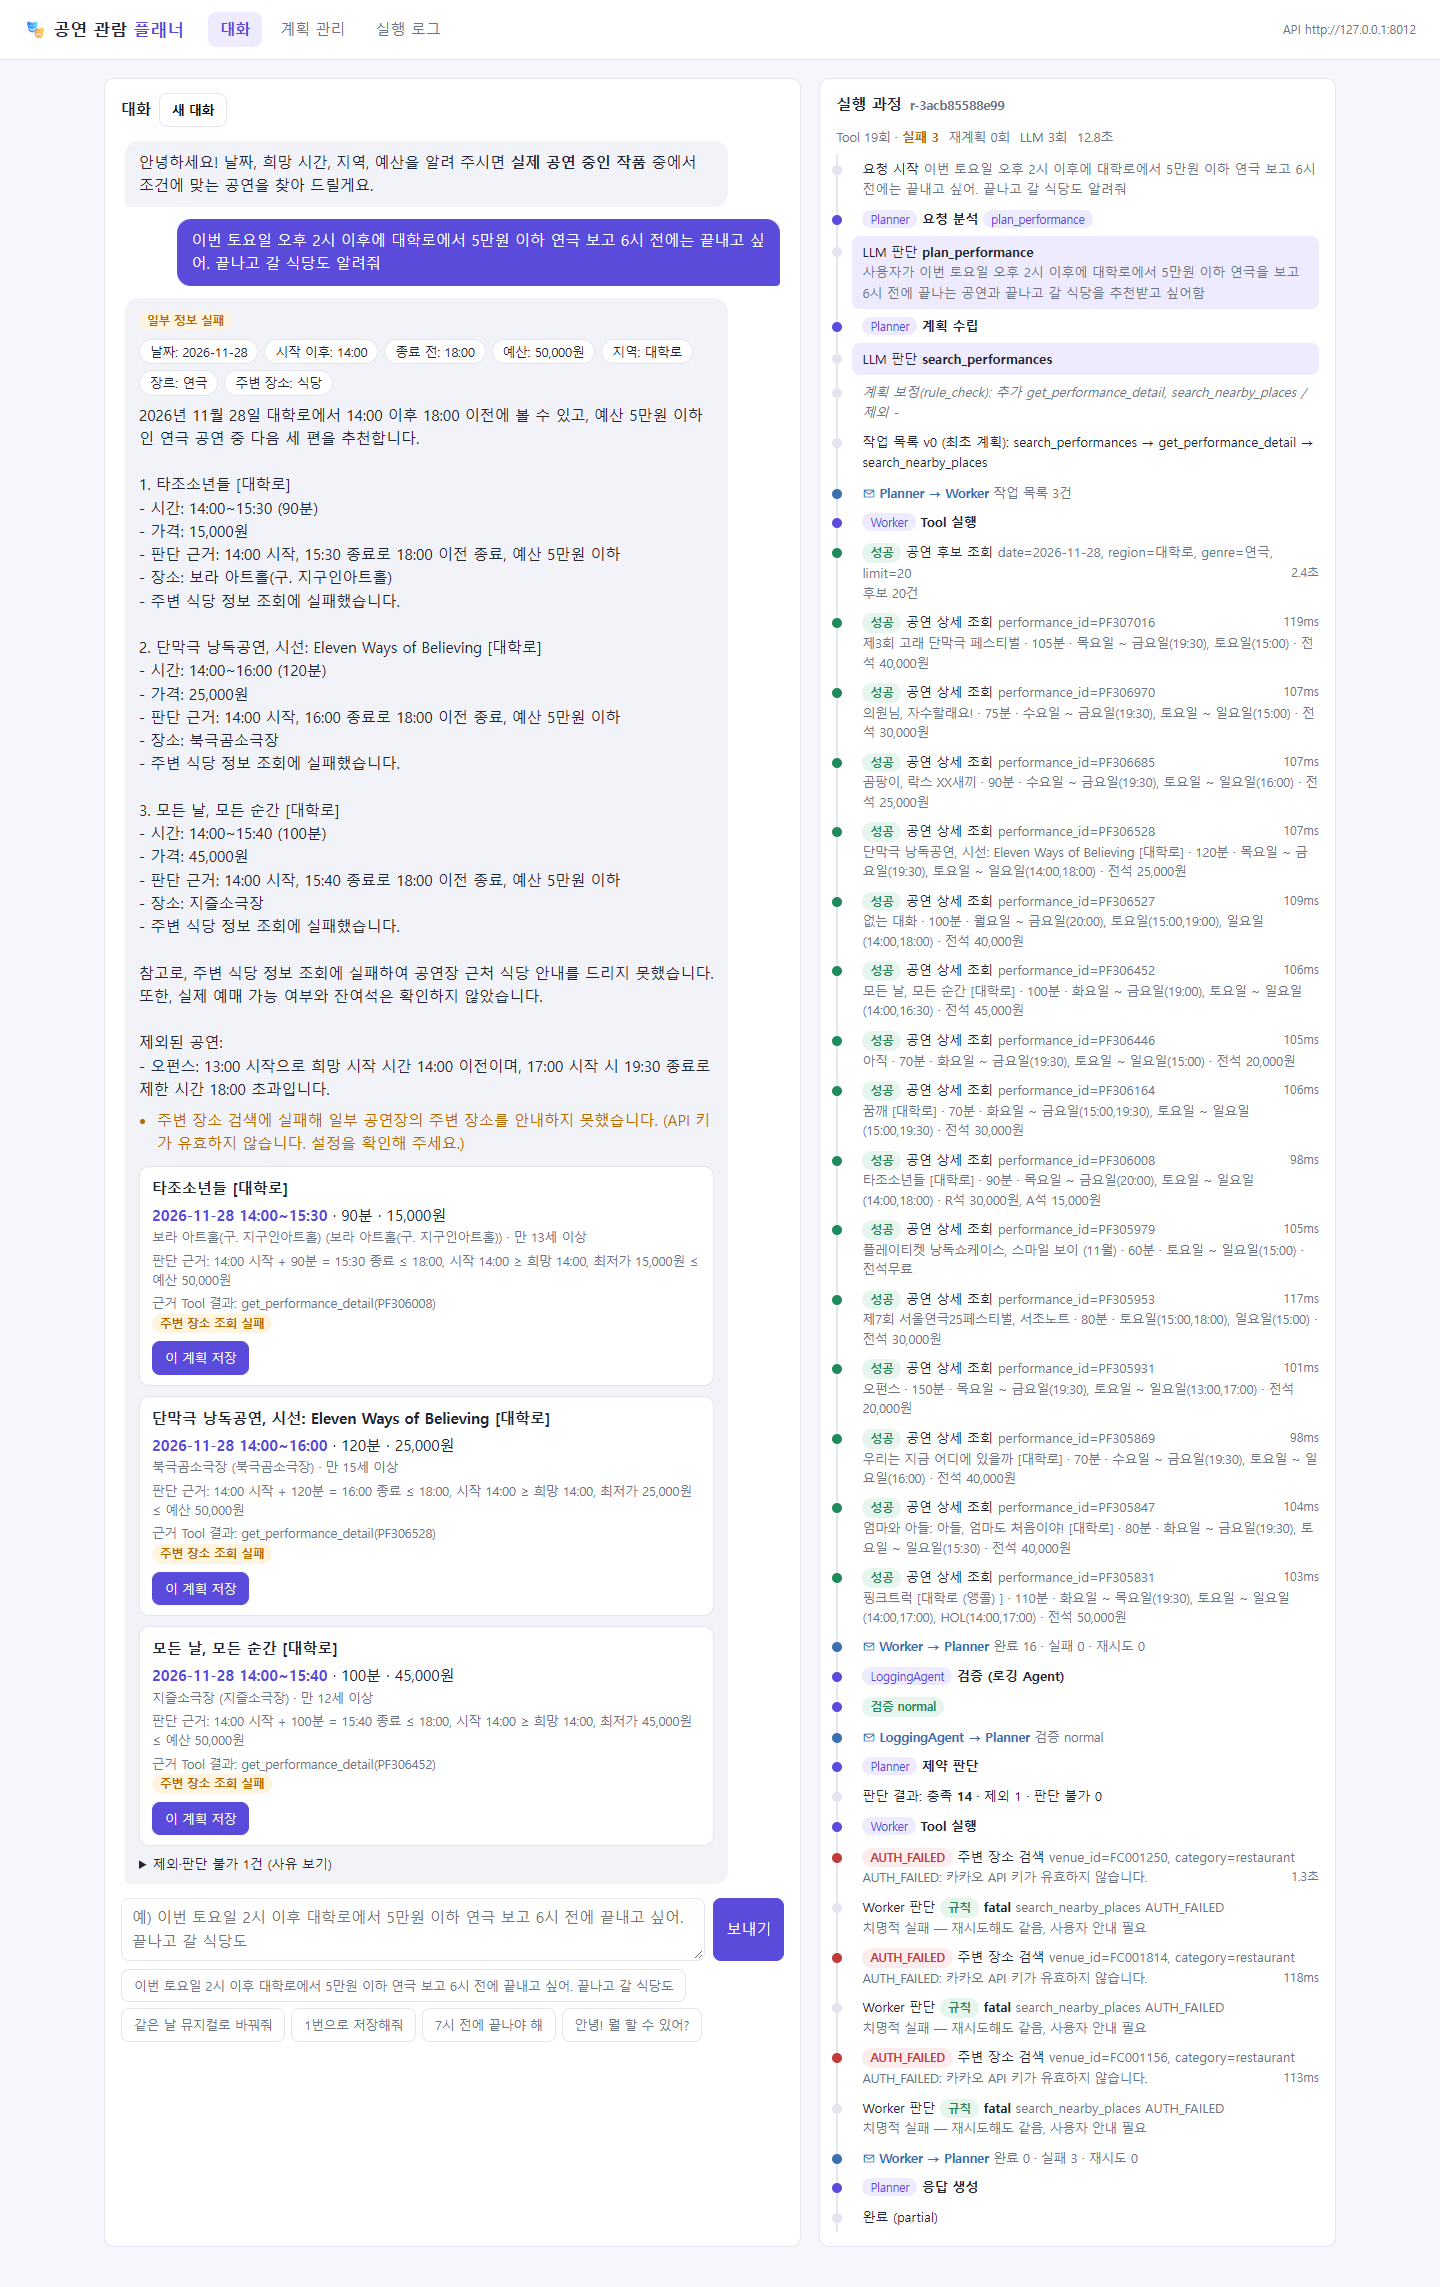 공연 관람 플래너
대화
계획 관리
실행 로그
API http://127.0.0.1:8012
대화
새 대화
안녕하세요! 날짜, 희망 시간, 지역, 예산을 알려 주시면 실제 공연 중인 작품 중에서
조건에 맞는 공연을 찾아 드릴게요.
이번 토요일 오후 2시 이후에 대학로에서 5만원 이하 연극 보고 6시 전에는 끝내고 싶
어. 끝나고 갈 식당도 알려줘
일부 정보 실패
날짜: 2026-11-28
시작 이후: 14:00
종료 전: 18:00
예산: 50,000원
지역: 대학로
장르: 연극
주변 장소: 식당
2026년 11월 28일 대학로에서 14:00 이후 18:00 이전에 볼 수 있고, 예산 5만원 이하
인 연극 공연 중 다음 세 편을 추천합니다.
1. 타조소년들 [대학로]
- 시간: 14:00~15:30 (90분)
- 가격: 15,000원
- 판단 근거: 14:00 시작, 15:30 종료로 18:00 이전 종료, 예산 5만원 이하
- 장소: 보라 아트홀(구. 지구인아트홀)
- 주변 식당 정보 조회에 실패했습니다.
2. 단막극 낭독공연, 시선: Eleven Ways of Believing [대학로]
- 시간: 14:00~16:00 (120분)
- 가격: 25,000원
- 판단 근거: 14:00 시작, 16:00 종료로 18:00 이전 종료, 예산 5만원 이하
- 장소: 북극곰소극장
- 주변 식당 정보 조회에 실패했습니다.
3. 모든 날, 모든 순간 [대학로]
- 시간: 14:00~15:40 (100분)
- 가격: 45,000원
- 판단 근거: 14:00 시작, 15:40 종료로 18:00 이전 종료, 예산 5만원 이하
- 장소: 지즐소극장
- 주변 식당 정보 조회에 실패했습니다.
참고로, 주변 식당 정보 조회에 실패하여 공연장 근처 식당 안내를 드리지 못했습니다.
또한, 실제 예매 가능 여부와 잔여석은 확인하지 않았습니다.
제외된 공연:
- 오펀스: 13:00 시작으로 희망 시작 시간 14:00 이전이며, 17:00 시작 시 19:30 종료로
제한 시간 18:00 초과입니다.
• 주변 장소 검색에 실패해 일부 공연장의 주변 장소를 안내하지 못했습니다. (API 키
가 유효하지 않습니다. 설정을 확인해 주세요.)
타조소년들 [대학로]
2026-11-28 14:00~15:30 · 90분 · 15,000원
보라 아트홀(구. 지구인아트홀) (보라 아트홀(구. 지구인아트홀)) · 만 13세 이상
판단 근거: 14:00 시작 + 90분 = 15:30 종료 ≤ 18:00, 시작 14:00 ≥ 희망 14:00, 최저가 15,000원 ≤
예산 50,000원
근거 Tool 결과: get_performance_detail(PF306008)
주변 장소 조회 실패
이 계획 저장
단막극 낭독공연, 시선: Eleven Ways of Believing [대학로]
2026-11-28 14:00~16:00 · 120분 · 25,000원
북극곰소극장 (북극곰소극장) · 만 15세 이상
판단 근거: 14:00 시작 + 120분 = 16:00 종료 ≤ 18:00, 시작 14:00 ≥ 희망 14:00, 최저가 25,000원
≤ 예산 50,000원
근거 Tool 결과: get_performance_detail(PF306528)
주변 장소 조회 실패
이 계획 저장
모든 날, 모든 순간 [대학로]
2026-11-28 14:00~15:40 · 100분 · 45,000원
지즐소극장 (지즐소극장) · 만 12세 이상
판단 근거: 14:00 시작 + 100분 = 15:40 종료 ≤ 18:00, 시작 14:00 ≥ 희망 14:00, 최저가 45,000원
≤ 예산 50,000원
근거 Tool 결과: get_performance_detail(PF306452)
주변 장소 조회 실패
이 계획 저장
▶ 제외·판단 불가 1건 (사유 보기)
예) 이번 토요일 2시 이후 대학로에서 5만원 이하 연극 보고 6시 전에 끝내고 싶어.
끝나고 갈 식당도
보내기
이번 토요일 2시 이후 대학로에서 5만원 이하 연극 보고 6시 전에 끝내고 싶어. 끝나고 갈 식당도
같은 날 뮤지컬로 바꿔줘
1번으로 저장해줘
7시 전에 끝나야 해
안녕! 뭘 할 수 있어?
실행 과정 r-3acb85588e99
Tool 19회 · 실패 3 재계획 0회 LLM 3회 12.8초
요청 시작 이번 토요일 오후 2시 이후에 대학로에서 5만원 이하 연극 보고 6시
전에는 끝내고 싶어. 끝나고 갈 식당도 알려줘
Planner 요청 분석 plan_performance
LLM 판단 plan_performance
사용자가 이번 토요일 오후 2시 이후에 대학로에서 5만원 이하 연극을 보고
6시 전에 끝나는 공연과 끝나고 갈 식당을 추천받고 싶어함
Planner 계획 수립
LLM 판단 search_performances
계획 보정(rule_check): 추가 get_performance_detail, search_nearby_places /
제외 -
작업 목록 v0 (최초 계획): search_performances → get_performance_detail →
search_nearby_places
Planner → Worker 작업 목록 3건
Worker Tool 실행
성공 공연 후보 조회 date=2026-11-28, region=대학로, genre=연극,
limit=20 2.4초
후보 20건
성공 공연 상세 조회 performance_id=PF307016 119ms
제3회 고래 단막극 페스티벌 · 105분 · 목요일 ~ 금요일(19:30), 토요일(15:00) · 전
석 40,000원
성공 공연 상세 조회 performance_id=PF306970 107ms
의원님, 자수할래요! · 75분 · 수요일 ~ 금요일(19:30), 토요일 ~ 일요일(15:00) · 전
석 30,000원
성공 공연 상세 조회 performance_id=PF306685 107ms
곰팡이, 락스 XX새끼 · 90분 · 수요일 ~ 금요일(19:30), 토요일 ~ 일요일(16:00) · 전
석 25,000원
성공 공연 상세 조회 performance_id=PF306528 107ms
단막극 낭독공연, 시선: Eleven Ways of Believing [대학로] · 120분 · 목요일 ~ 금
요일(19:30), 토요일 ~ 일요일(14:00,18:00) · 전석 25,000원
성공 공연 상세 조회 performance_id=PF306527 109ms
없는 대화 · 100분 · 월요일 ~ 금요일(20:00), 토요일(15:00,19:00), 일요일
(14:00,18:00) · 전석 40,000원
성공 공연 상세 조회 performance_id=PF306452 106ms
모든 날, 모든 순간 [대학로] · 100분 · 화요일 ~ 금요일(19:00), 토요일 ~ 일요일
(14:00,16:30) · 전석 45,000원
성공 공연 상세 조회 performance_id=PF306446 105ms
아직 · 70분 · 화요일 ~ 금요일(19:30), 토요일 ~ 일요일(15:00) · 전석 20,000원
성공 공연 상세 조회 performance_id=PF306164 106ms
꿈깨 [대학로] · 70분 · 화요일 ~ 금요일(15:00,19:30), 토요일 ~ 일요일
(15:00,19:30) · 전석 30,000원
성공 공연 상세 조회 performance_id=PF306008 98ms
타조소년들 [대학로] · 90분 · 목요일 ~ 금요일(20:00), 토요일 ~ 일요일
(14:00,18:00) · R석 30,000원, A석 15,000원
성공 공연 상세 조회 performance_id=PF305979 105ms
플레이티켓 낭독쇼케이스, 스마일 보이 (11월) · 60분 · 토요일 ~ 일요일(15:00) ·
전석무료
성공 공연 상세 조회 performance_id=PF305953 117ms
제7회 서울연극25페스티벌, 서초노트 · 80분 · 토요일(15:00,18:00), 일요일(15:00) ·
전석 30,000원
성공 공연 상세 조회 performance_id=PF305931 101ms
오펀스 · 150분 · 목요일 ~ 금요일(19:30), 토요일 ~ 일요일(13:00,17:00) · 전석
20,000원
성공 공연 상세 조회 performance_id=PF305869 98ms
우리는 지금 어디에 있을까 [대학로] · 70분 · 수요일 ~ 금요일(19:30), 토요일 ~ 일
요일(16:00) · 전석 40,000원
성공 공연 상세 조회 performance_id=PF305847 104ms
엄마와 아들: 아들, 엄마도 처음이야! [대학로] · 80분 · 화요일 ~ 금요일(19:30), 토
요일 ~ 일요일(15:30) · 전석 40,000원
성공 공연 상세 조회 performance_id=PF305831 103ms
핑크트럭 [대학로 (앵콜) ] · 110분 · 화요일 ~ 목요일(19:30), 토요일 ~ 일요일
(14:00,17:00), HOL(14:00,17:00) · 전석 50,000원
Worker → Planner 완료 16 · 실패 0 · 재시도 0
LoggingAgent 검증 (로깅 Agent)
검증 normal
LoggingAgent → Planner 검증 normal
Planner 제약 판단
판단 결과: 충족 14 · 제외 1 · 판단 불가 0
Worker Tool 실행
AUTH_FAILED 주변 장소 검색 venue_id=FC001250, category=restaurant
AUTH_FAILED: 카카오 API 키가 유효하지 않습니다. 1.3초
Worker 판단 규칙 fatal search_nearby_places AUTH_FAILED
치명적 실패 — 재시도해도 같음, 사용자 안내 필요
AUTH_FAILED 주변 장소 검색 venue_id=FC001814, category=restaurant
AUTH_FAILED: 카카오 API 키가 유효하지 않습니다. 118ms
Worker 판단 규칙 fatal search_nearby_places AUTH_FAILED
치명적 실패 — 재시도해도 같음, 사용자 안내 필요
AUTH_FAILED 주변 장소 검색 venue_id=FC001156, category=restaurant
AUTH_FAILED: 카카오 API 키가 유효하지 않습니다. 113ms
Worker 판단 규칙 fatal search_nearby_places AUTH_FAILED
치명적 실패 — 재시도해도 같음, 사용자 안내 필요
Worker → Planner 완료 0 · 실패 3 · 재시도 0
Planner 응답 생성
완료 (partial)